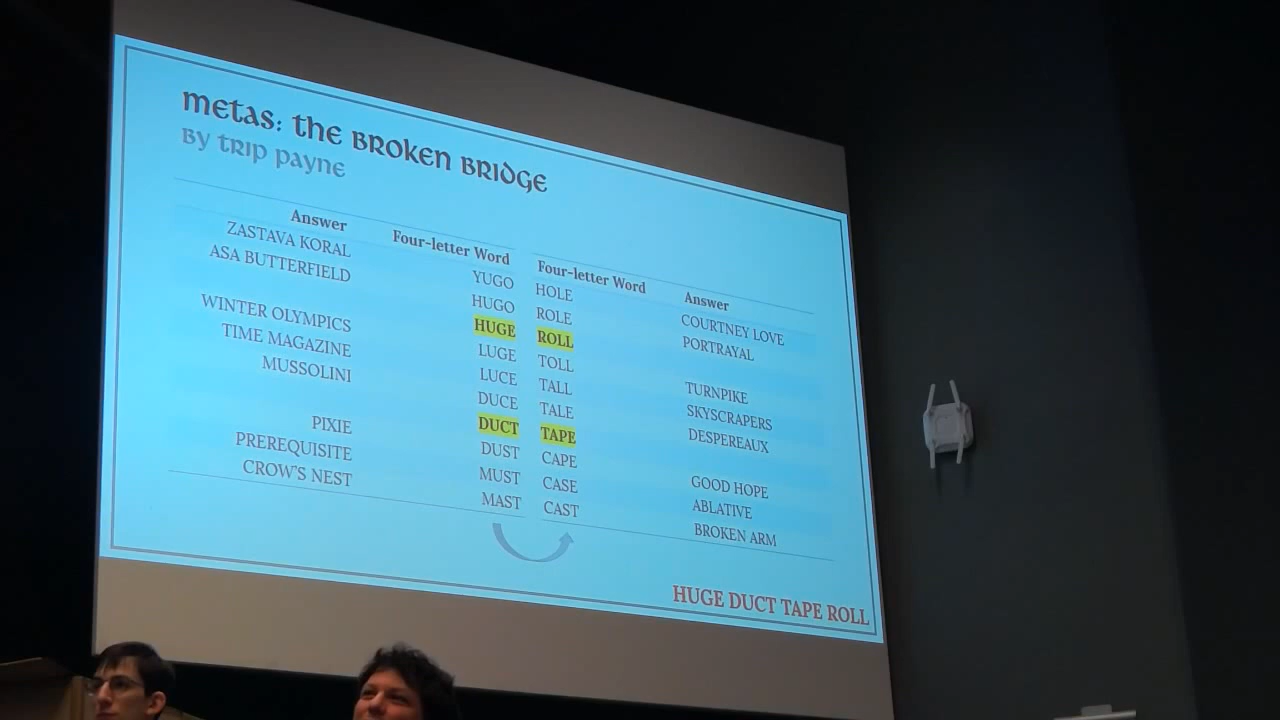 metas: the broken bridge
by trip payne
Answer Four-letter Word Four-letter Word Answer
ZASTAVA KORAL YUGO HOLE COURTNEY LOVE
ASA BUTTERFIELD HUGO ROLE PORTRAYAL
HUGE ROLL
WINTER OLYMPICS LUGE TOLL TURNPIKE
TIME MAGAZINE LUCE TALL SKYSCRAPERS
MUSSOLINI DUCE TALE DESPEREAUX
DUCT TAPE
PIXIE DUST CAPE GOOD HOPE
PREREQUISITE MUST CASE ABLATIVE
CROW'S NEST MAST CAST BROKEN ARM
HUGE DUCT TAPE ROLL